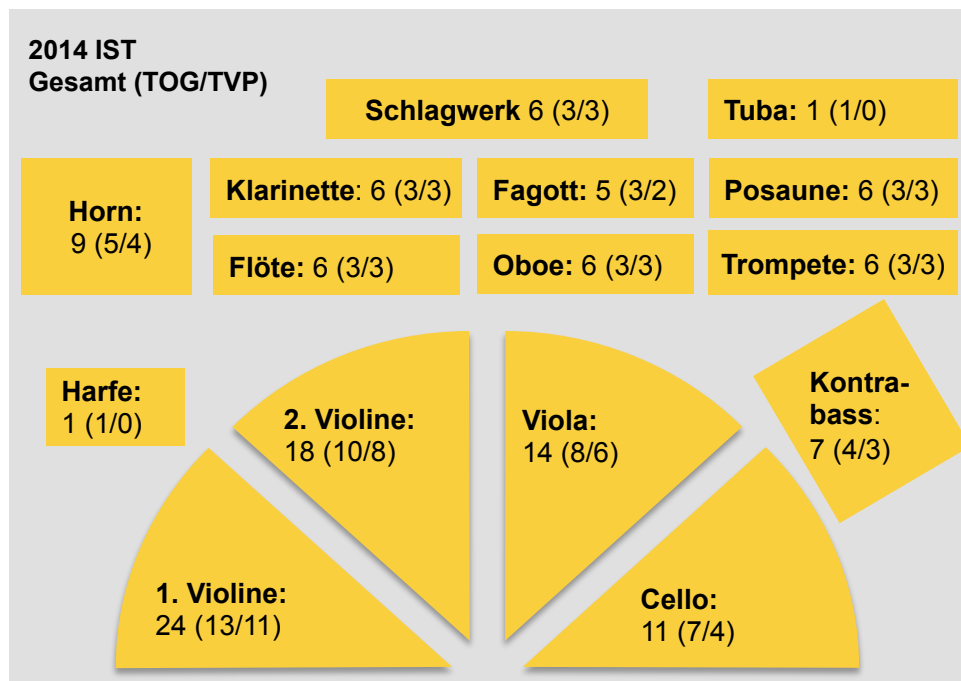 2014 IST
Gesamt (TOG/TVP)
Schlagwerk 6 (3/3)
Tuba: 1 (1/0)
Horn:
9 (5/4)
Klarinette: 6 (3/3)
Fagott: 5 (3/2)
Posaune: 6 (3/3)
Flöte: 6 (3/3)
Oboe: 6 (3/3)
Trompete: 6 (3/3)
Harfe:
1 (1/0)
2. Violine:
18 (10/8)
Viola:
14 (8/6)
Kontra-
bass:
7 (4/3)
1. Violine:
24 (13/11)
Cello:
11 (7/4)